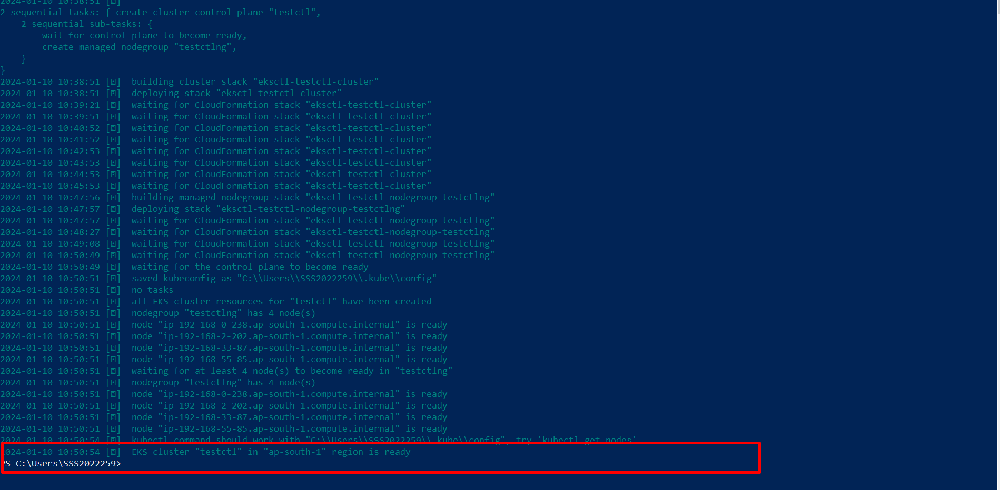 2024-01-10 10:38:51 [⍰]
2 sequential tasks: { create cluster control plane "testctl",
    2 sequential sub-tasks: {
        wait for control plane to become ready,
        create managed nodegroup "testctlng",
    }
}
2024-01-10 10:38:51 [⍰]  building cluster stack "eksctl-testctl-cluster"
2024-01-10 10:38:51 [⍰]  deploying stack "eksctl-testctl-cluster"
2024-01-10 10:39:21 [⍰]  waiting for CloudFormation stack "eksctl-testctl-cluster"
2024-01-10 10:39:51 [⍰]  waiting for CloudFormation stack "eksctl-testctl-cluster"
2024-01-10 10:40:52 [⍰]  waiting for CloudFormation stack "eksctl-testctl-cluster"
2024-01-10 10:41:52 [⍰]  waiting for CloudFormation stack "eksctl-testctl-cluster"
2024-01-10 10:42:53 [⍰]  waiting for CloudFormation stack "eksctl-testctl-cluster"
2024-01-10 10:43:53 [⍰]  waiting for CloudFormation stack "eksctl-testctl-cluster"
2024-01-10 10:44:53 [⍰]  waiting for CloudFormation stack "eksctl-testctl-cluster"
2024-01-10 10:45:53 [⍰]  waiting for CloudFormation stack "eksctl-testctl-cluster"
2024-01-10 10:47:56 [⍰]  building managed nodegroup stack "eksctl-testctl-nodegroup-testctlng"
2024-01-10 10:47:57 [⍰]  deploying stack "eksctl-testctl-nodegroup-testctlng"
2024-01-10 10:47:57 [⍰]  waiting for CloudFormation stack "eksctl-testctl-nodegroup-testctlng"
2024-01-10 10:48:27 [⍰]  waiting for CloudFormation stack "eksctl-testctl-nodegroup-testctlng"
2024-01-10 10:49:08 [⍰]  waiting for CloudFormation stack "eksctl-testctl-nodegroup-testctlng"
2024-01-10 10:50:49 [⍰]  waiting for CloudFormation stack "eksctl-testctl-nodegroup-testctlng"
2024-01-10 10:50:49 [⍰]  waiting for the control plane to become ready
2024-01-10 10:50:51 [⍰]  saved kubeconfig as "C:\\Users\\SSS2022259\\.kube\\config"
2024-01-10 10:50:51 [⍰]  no tasks
2024-01-10 10:50:51 [⍰]  all EKS cluster resources for "testctl" have been created
2024-01-10 10:50:51 [⍰]  nodegroup "testctlng" has 4 node(s)
2024-01-10 10:50:51 [⍰]  node "ip-192-168-0-238.ap-south-1.compute.internal" is ready
2024-01-10 10:50:51 [⍰]  node "ip-192-168-2-202.ap-south-1.compute.internal" is ready
2024-01-10 10:50:51 [⍰]  node "ip-192-168-33-87.ap-south-1.compute.internal" is ready
2024-01-10 10:50:51 [⍰]  node "ip-192-168-55-85.ap-south-1.compute.internal" is ready
2024-01-10 10:50:51 [⍰]  waiting for at least 4 node(s) to become ready in "testctlng"
2024-01-10 10:50:51 [⍰]  nodegroup "testctlng" has 4 node(s)
2024-01-10 10:50:51 [⍰]  node "ip-192-168-0-238.ap-south-1.compute.internal" is ready
2024-01-10 10:50:51 [⍰]  node "ip-192-168-2-202.ap-south-1.compute.internal" is ready
2024-01-10 10:50:51 [⍰]  node "ip-192-168-33-87.ap-south-1.compute.internal" is ready
2024-01-10 10:50:51 [⍰]  node "ip-192-168-55-85.ap-south-1.compute.internal" is ready
2024-01-10 10:50:54 [⍰]  kubectl command should work with "C:\\Users\\SSS2022259\\.kube\\config", try 'kubectl get nodes'
2024-01-10 10:50:54 [⍰]  EKS cluster "testctl" in "ap-south-1" region is ready
PS C:\Users\SSS2022259>